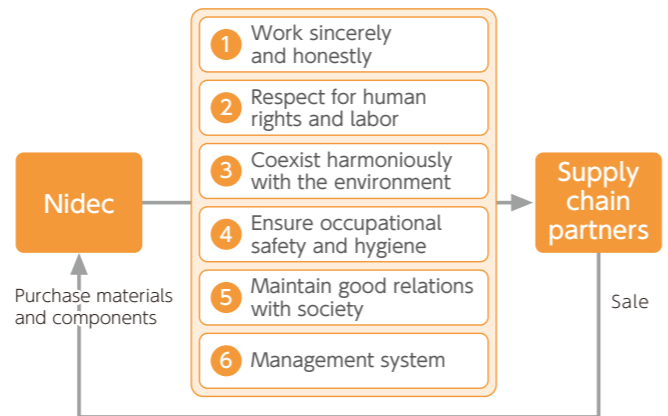 Nidec
1 Work sincerely
and honestly
2 Respect for human
rights and labor
3 Coexist harmoniously
with the environment
4 Ensure occupational
safety and hygiene
5 Maintain good relations
with society
6 Management system
Supply
chain
partners
Purchase materials
and components
Sale